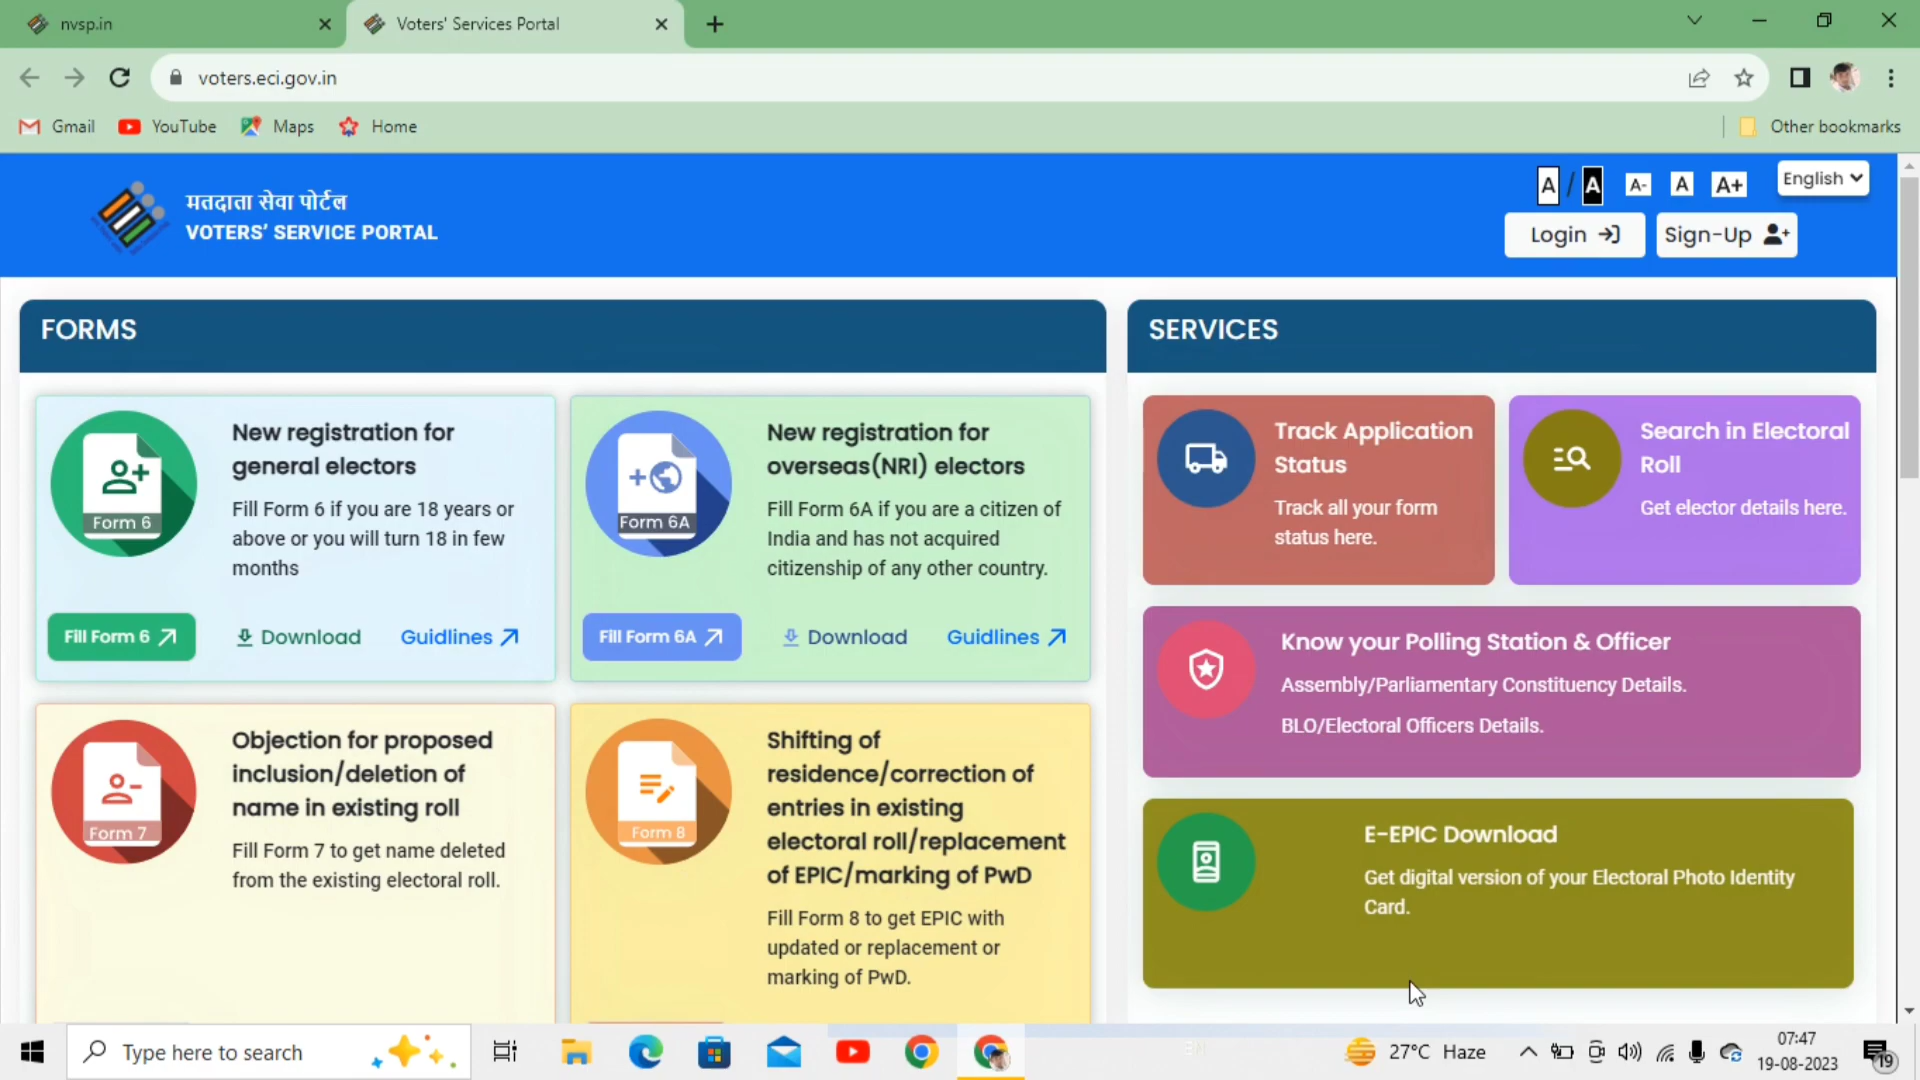 nvsp.in
Voters' Services Portal
voters.eci.gov.in
Gmail
YouTube
Maps
Home
Other bookmarks
मतदाता सेवा पोर्टल
VOTERS' SERVICE PORTAL
A / A A- A A+
English
Login
Sign-Up
FORMS
Form 6
New registration for
general electors
Fill Form 6 if you are 18 years or
above or you will turn 18 in few
months
Fill Form 6
Download
Guidlines
Form 6A
New registration for
overseas(NRI) electors
Fill Form 6A if you are a citizen of
India and has not acquired
citizenship of any other country.
Fill Form 6A
Download
Guidlines
Form 7
Objection for proposed
inclusion/deletion of
name in existing roll
Fill Form 7 to get name deleted
from the existing electoral roll.
Form 8
Shifting of
residence/correction of
entries in existing
electoral roll/replacement
of EPIC/marking of PwD
Fill Form 8 to get EPIC with
updated or replacement or
marking of PwD.
SERVICES
Track Application
Status
Track all your form
status here.
Search in Electoral
Roll
Get elector details here.
Know your Polling Station & Officer
Assembly/Parliamentary Constituency Details.
BLO/Electoral Officers Details.
E-EPIC Download
Get digital version of your Electoral Photo Identity
Card.
Type here to search
27°C Haze
07:47
19-08-2023
19